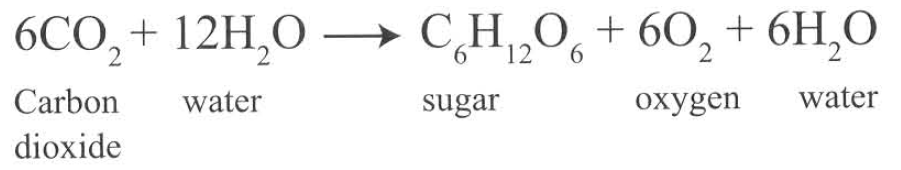 6CO₂ + 12H₂O ⟶ C₆H₁₂O₆ + 6O₂ + 6H₂O
Carbon water sugar oxygen water
dioxide